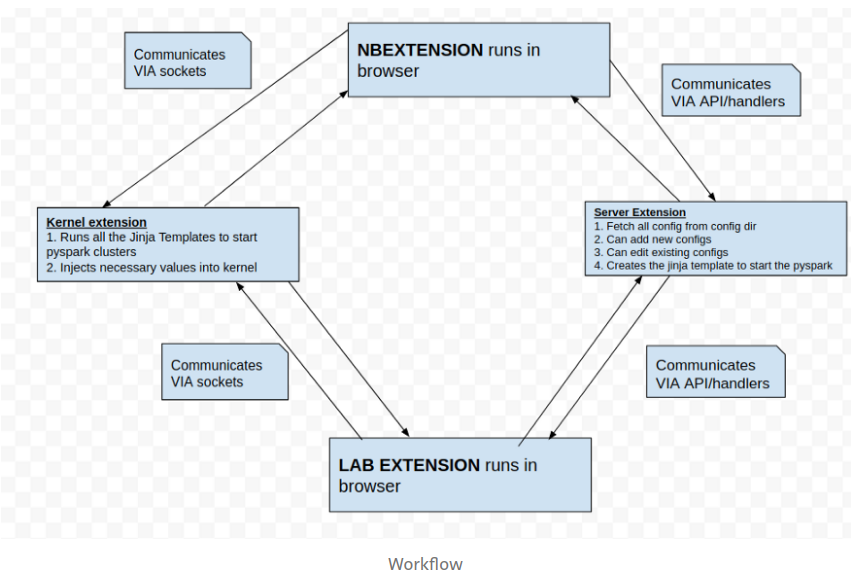 NBEXTENSION runs in
browser
Communicates
VIA sockets
Communicates
VIA API/handlers
Kernel extension
1. Runs all the Jinja Templates to start
pyspark clusters
2. Injects necessary values into kernel
Server Extension
1. Fetch all config from config dir
2. Can add new configs
3. Can edit existing configs
4. Creates the jinja template to start the pyspark
Communicates
VIA sockets
Communicates
VIA API/handlers
LAB EXTENSION runs in
browser
Workflow